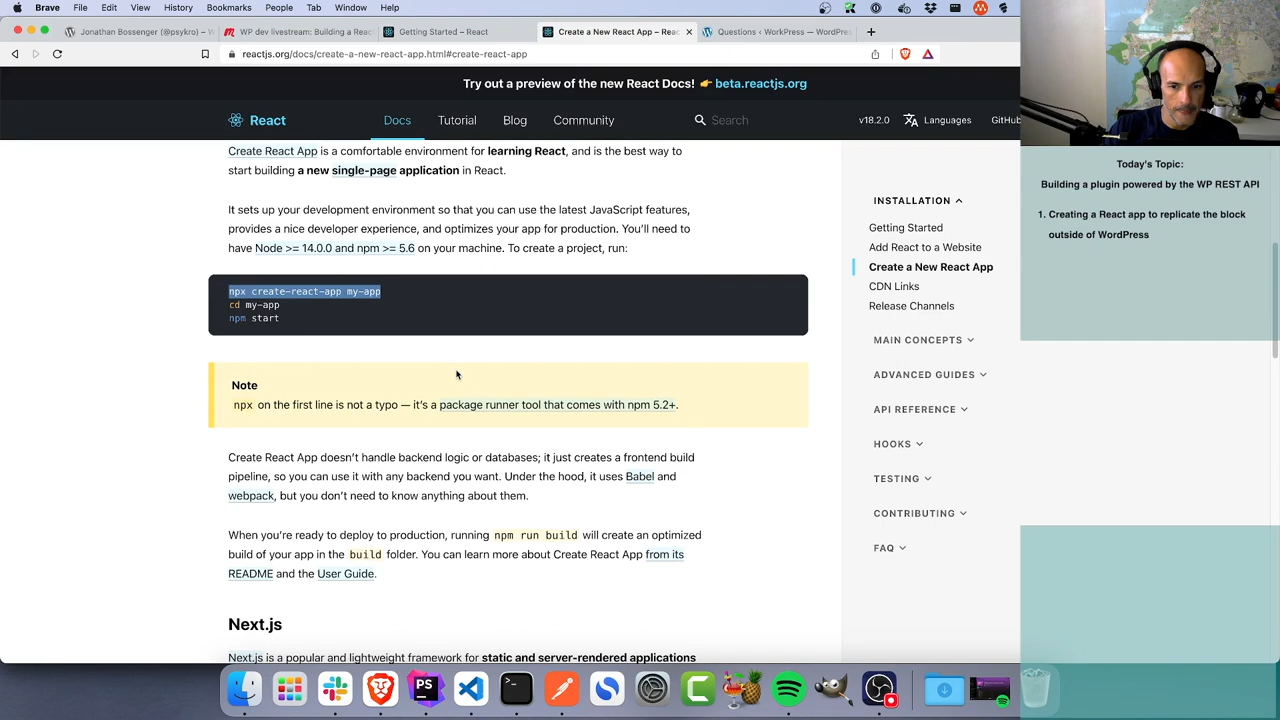 Brave File Edit View History Bookmarks People Tab Window Help
Jonathan Bossenger (@psykro) – W
WP dev livestream: Building a Reac
Getting Started – React
Create a New React App – Reac
Questions ‹ WorkPress — WordPres
reactjs.org/docs/create-a-new-react-app.html#create-react-app
Try out a preview of the new React Docs! 👉 beta.reactjs.org
React Docs Tutorial Blog Community Search v18.2.0 Languages GitHub
Create React App is a comfortable environment for learning React, and is the best way to
start building a new single-page application in React.
It sets up your development environment so that you can use the latest JavaScript features,
provides a nice developer experience, and optimizes your app for production. You’ll need to
have Node >= 14.0.0 and npm >= 5.6 on your machine. To create a project, run:
npx create-react-app my-app
cd my-app
npm start
Note
npx on the first line is not a typo — it’s a package runner tool that comes with npm 5.2+.
Create React App doesn’t handle backend logic or databases; it just creates a frontend build
pipeline, so you can use it with any backend you want. Under the hood, it uses Babel and
webpack, but you don’t need to know anything about them.
When you’re ready to deploy to production, running npm run build will create an optimized
build of your app in the build folder. You can learn more about Create React App from its
README and the User Guide.
Next.js
Next.js is a popular and lightweight framework for static and server-rendered applications
INSTALLATION
Getting Started
Add React to a Website
Create a New React App
CDN Links
Release Channels
MAIN CONCEPTS
ADVANCED GUIDES
API REFERENCE
HOOKS
TESTING
CONTRIBUTING
FAQ
Today's Topic:
Building a plugin powered by the WP REST API
1. Creating a React app to replicate the block
outside of WordPress
PS